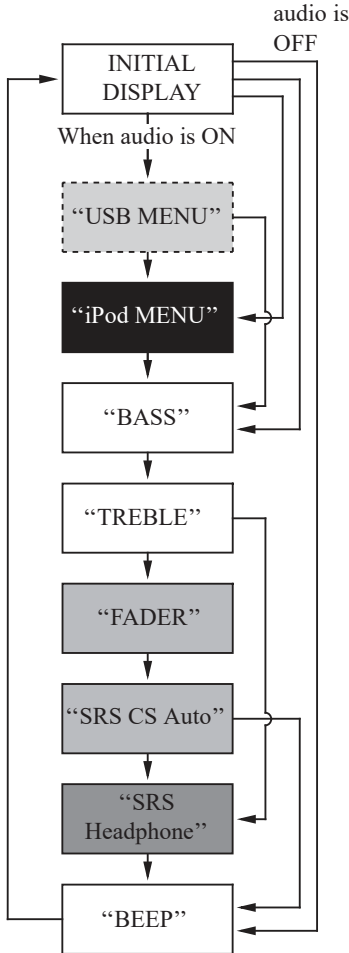 audio is
OFF
INITIAL
DISPLAY
When audio is ON
“USB MENU”
“iPod MENU”
“BASS”
“TREBLE”
“FADER”
“SRS CS Auto”
“SRS
Headphone”
“BEEP”